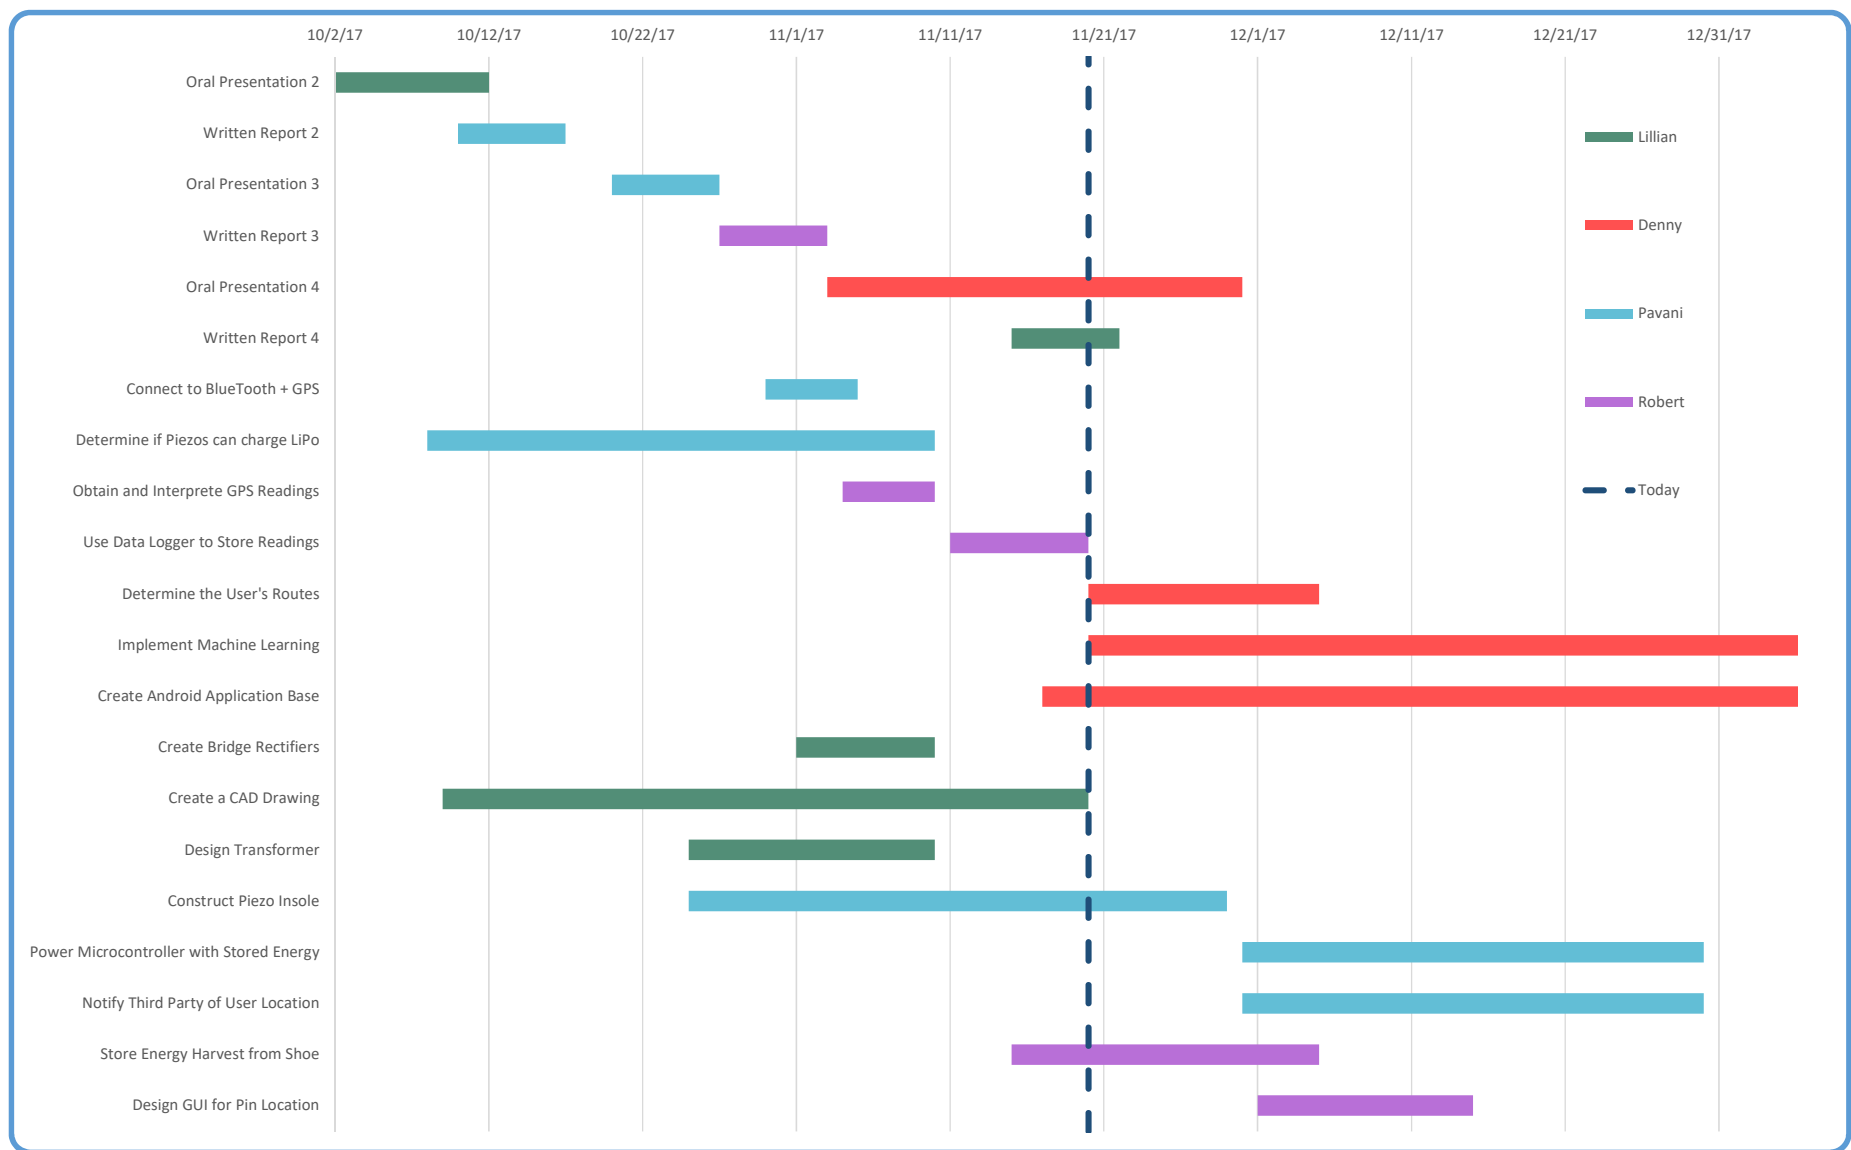 10/2/17 10/12/17 10/22/17 11/1/17 11/11/17 11/21/17 12/1/17 12/11/17 12/21/17 12/31/17
Oral Presentation 2
Written Report 2
Oral Presentation 3
Written Report 3
Oral Presentation 4
Written Report 4
Connect to BlueTooth + GPS
Determine if Piezos can charge LiPo
Obtain and Interprete GPS Readings
Use Data Logger to Store Readings
Determine the User's Routes
Implement Machine Learning
Create Android Application Base
Create Bridge Rectifiers
Create a CAD Drawing
Design Transformer
Construct Piezo Insole
Power Microcontroller with Stored Energy
Notify Third Party of User Location
Store Energy Harvest from Shoe
Design GUI for Pin Location
Lillian
Denny
Pavani
Robert
Today